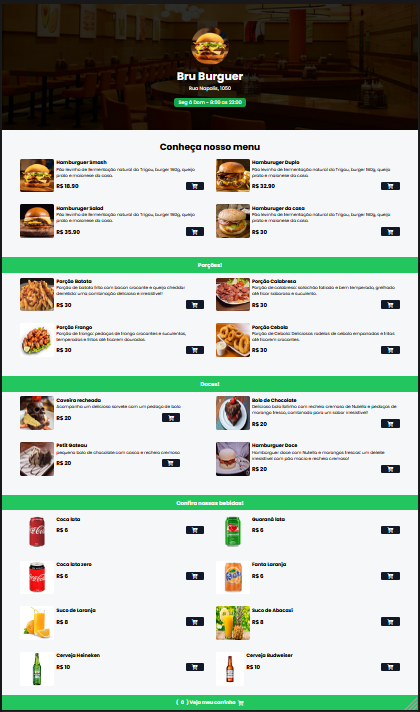 Bru Burguer
Rua Napolis, 1050
Seg á Dom - 9:00 as 22:00
Conheça nosso menu
Hamburguer Smash
Pão levinho de fermentação natural da Trigou, burger 160g, queijo
prato e maionese da casa.
R$ 18.90
Hamburguer Duplo
Pão levinho de fermentação natural da Trigou, burger 160g, queijo
prato e maionese da casa.
R$ 32.90
Hamburguer Salad
Pão levinho de fermentação natural da Trigou, burger 160g, queijo
prato e maionese da casa.
R$ 35.90
Hamburguer da casa
Pão levinho de fermentação natural da Trigou, burger 160g, queijo
prato e maionese da casa.
R$ 30
Porções!
Porção Batata
Porção de batata frita com bacon crocante e queijo cheddar
derretido: uma combinação deliciosa e irresistível!
R$ 30
Porção Calabresa
Porção de calabresa: salsichão fatiado e bem temperado, grelhado
até ficar saboroso e suculento.
R$ 30
Porção Frango
Porção de frango: pedaços de frango crocantes e suculentos,
temperados e fritos até ficarem dourados.
R$ 30
Porção Cebola
Porção de Cebola: Deliciosas rodelas de cebola empanadas e fritas
até ficarem crocantes.
R$ 30
Doces!
Caveira recheada
Acompanha um delicioso sorvete com um pedaço de bolo
R$ 20
Bolo de Chocolate
Delicioso bolo fofinho com recheio cremoso de Nutella e pedaços de
morango fresco, combinação para um sabor irresistível!
R$ 20
Petit Gateau
pequeno bolo de chocolate com casca e recheio cremoso
R$ 20
Hamburguer Doce
Hamburguer doce com Nutella e morangos frescos: um deleite
irresistível com pão macio e recheio cremoso!
R$ 20
Confira nossas bebidas!
Coca lata
R$ 6
Guaraná lata
R$ 6
Coca lata zero
R$ 6
Fanta Laranja
R$ 6
Suco de Laranja
R$ 8
Suco de Abacaxi
R$ 8
Cerveja Heineken
R$ 10
Cerveja Budweiser
R$ 10
( 0 ) Veja meu carrinho